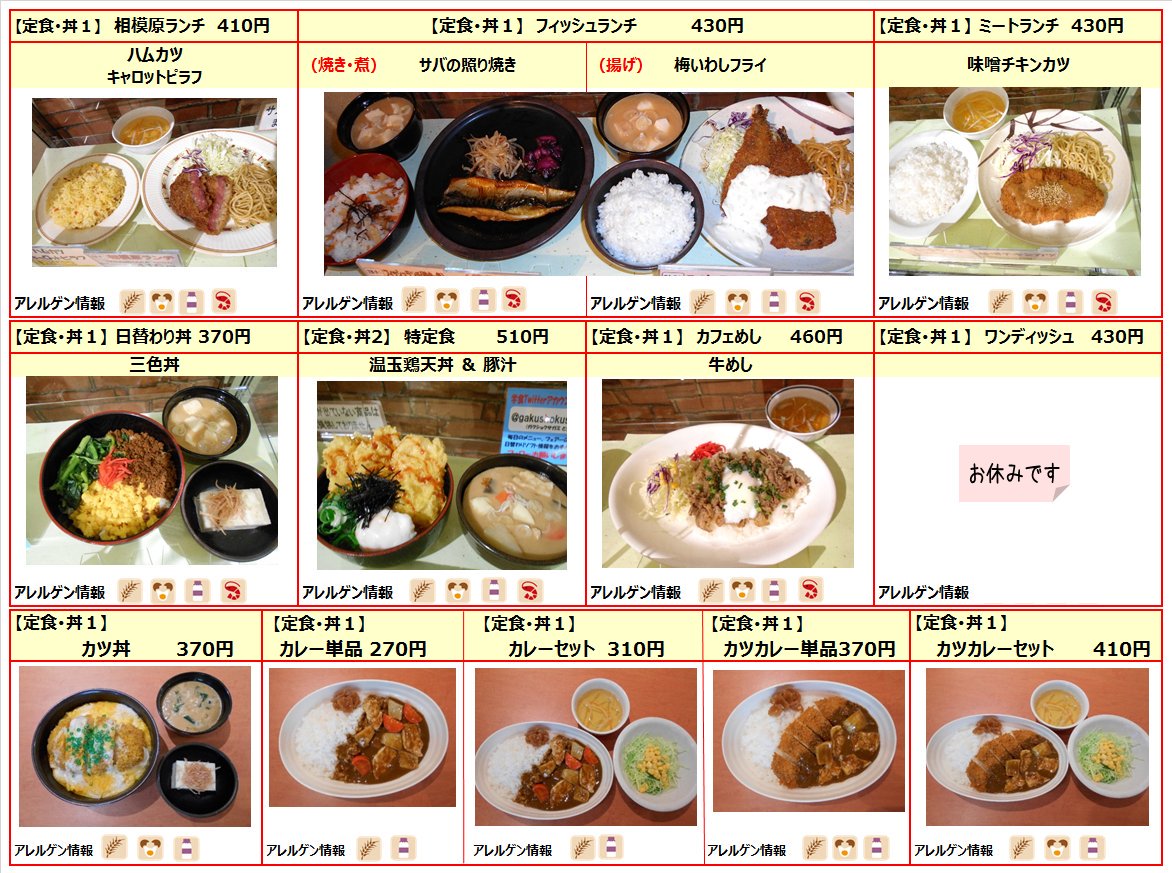 【定食・丼１】 相模原ランチ 410円
ハムカツ
キャロットピラフ
アレルゲン情報
【定食・丼１】 フィッシュランチ 430円
(焼き・煮) サバの照り焼き
アレルゲン情報
(揚げ) 梅いわしフライ
アレルゲン情報
【定食・丼１】 ミートランチ 430円
味噌チキンカツ
アレルゲン情報
【定食・丼１】 日替わり丼 370円
三色丼
アレルゲン情報
【定食・丼2】 特定食 510円
温玉鶏天丼 ＆ 豚汁
学食Twitterアカウン
アレルゲン情報
【定食・丼１】 カフェめし 460円
牛めし
アレルゲン情報
【定食・丼１】 ワンディッシュ 430円
お休みです
アレルゲン情報
【定食・丼１】
カツ丼 370円
アレルゲン情報
【定食・丼１】
カレー単品 270円
アレルゲン情報
【定食・丼１】
カレーセット 310円
アレルゲン情報
【定食・丼１】
カツカレー単品370円
アレルゲン情報
【定食・丼１】
カツカレーセット 410円
アレルゲン情報